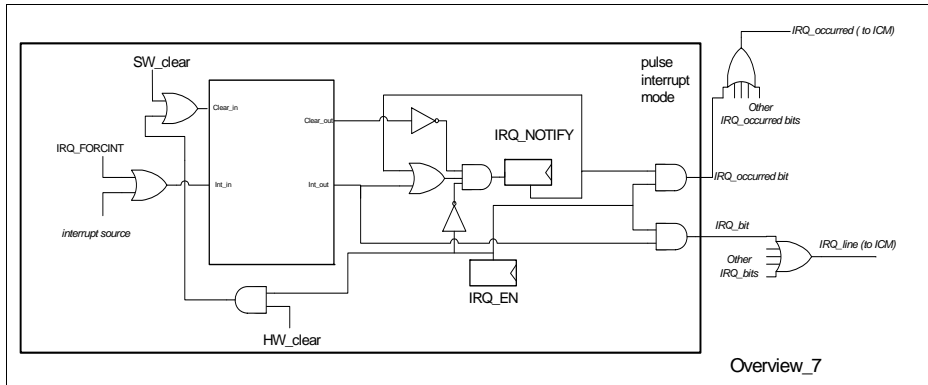 IRQ_occurred ( to ICM)
SW_clear
pulse
interrupt
mode
Clear_in
Clear_out
Other
IRQ_occurred bits
IRQ_NOTIFY
IRQ_FORCINT
Int_in
Int_out
IRQ_occurred bit
interrupt source
IRQ_bit
IRQ_line (to ICM)
Other
IRQ_bits
IRQ_EN
HW_clear
Overview_7